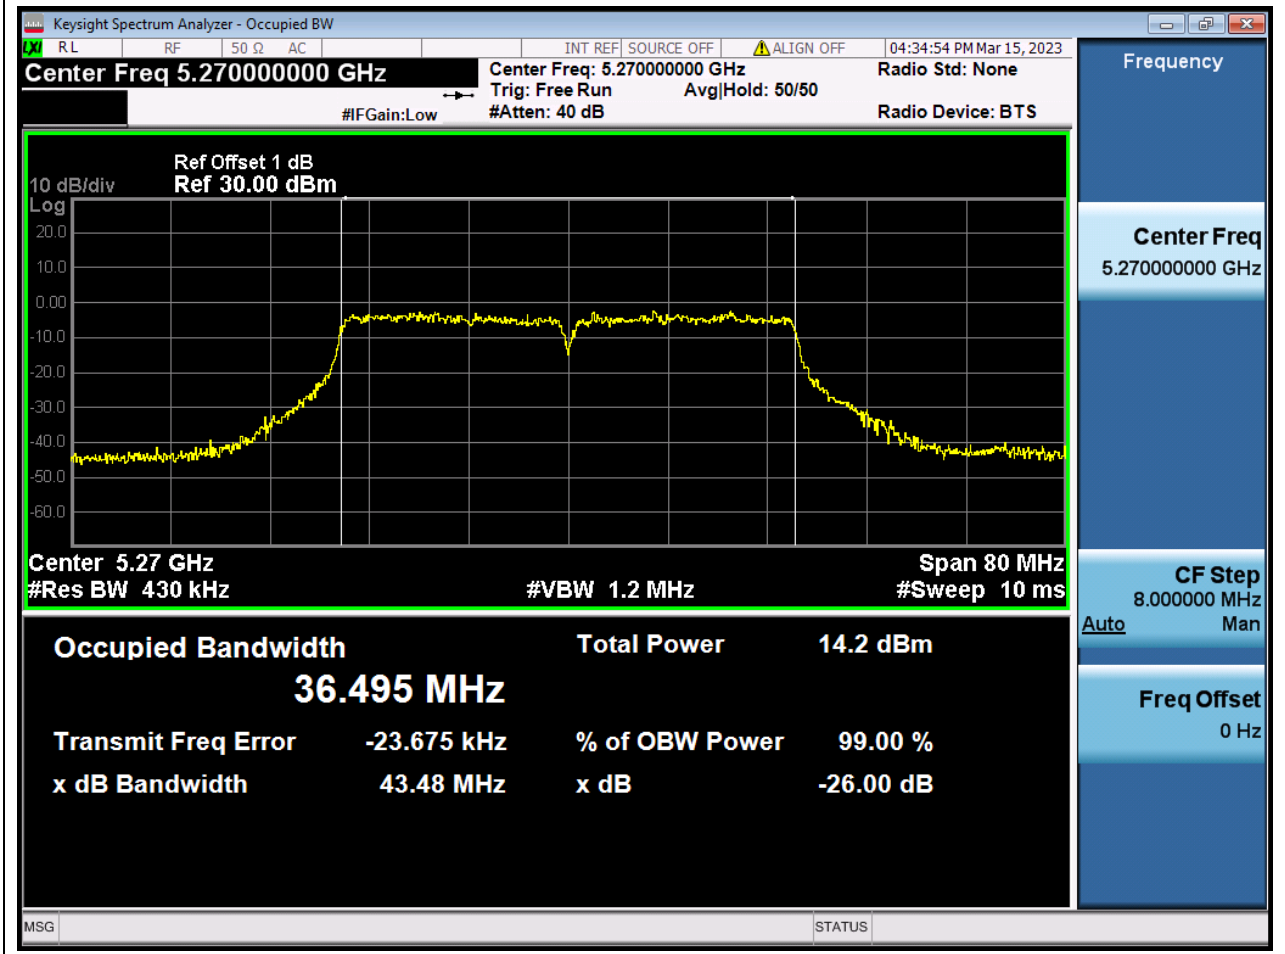 Keysight Spectrum Analyzer - Occupied BW
LXI RL RF 50 Ω AC INT REF SOURCE OFF ALIGN OFF 04:34:54 PM Mar 15, 2023
Center Freq 5.270000000 GHz
Center Freq: 5.270000000 GHz
Radio Std: None
Trig: Free Run Avg|Hold: 50/50
#IFGain:Low
#Atten: 40 dB
Radio Device: BTS
Ref Offset 1 dB
10 dB/div Ref 30.00 dBm
Log
20.0
10.0
0.00
-10.0
-20.0
-30.0
-40.0
-50.0
-60.0
Center 5.27 GHz
Span 80 MHz
#Res BW 430 kHz
#VBW 1.2 MHz
#Sweep 10 ms
Occupied Bandwidth
36.495 MHz
Total Power 14.2 dBm
Transmit Freq Error -23.675 kHz
% of OBW Power 99.00 %
x dB Bandwidth 43.48 MHz
x dB -26.00 dB
MSG
STATUS
Frequency
Center Freq
5.270000000 GHz
CF Step
8.000000 MHz
Auto Man
Freq Offset
0 Hz